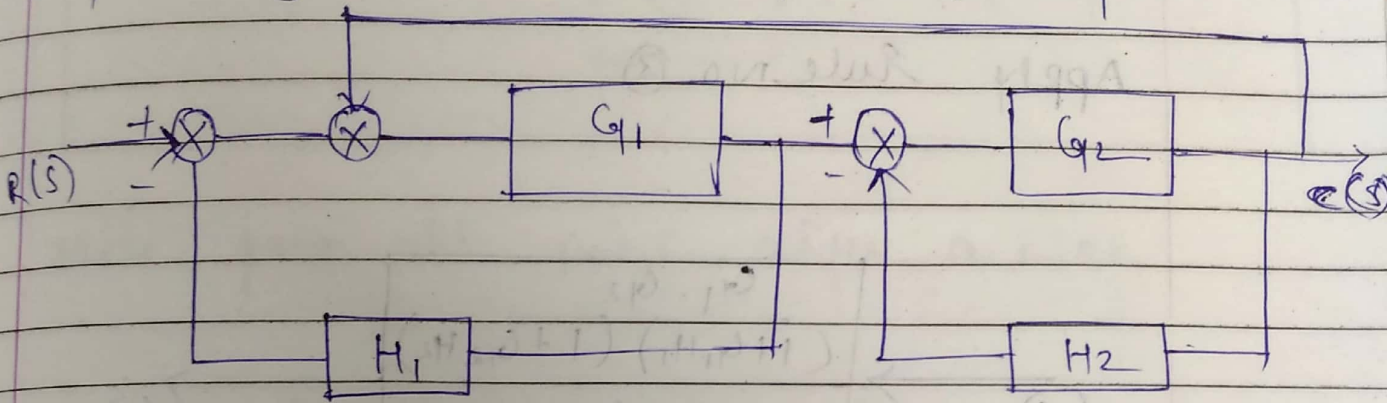 + G1 + G2
R(S) - - C(S)
H1 H2